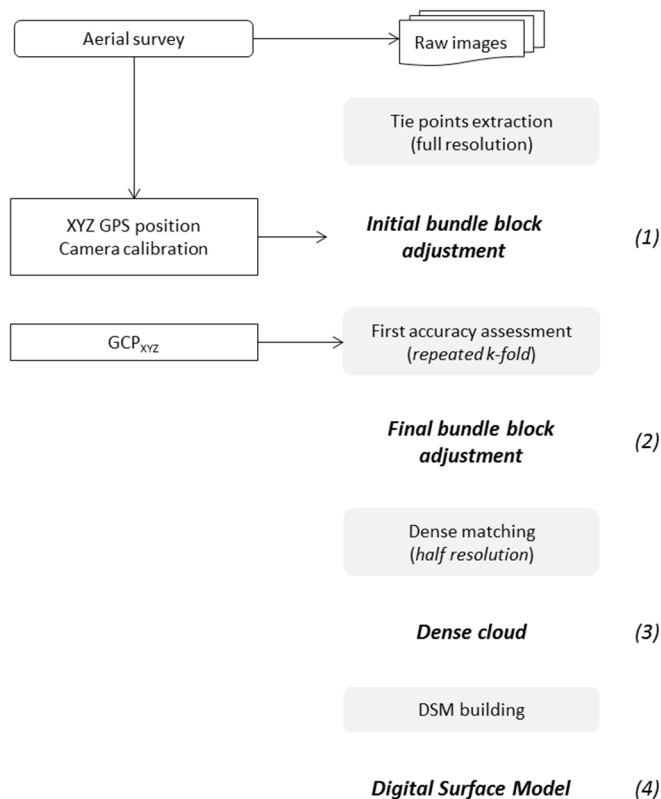 Aerial survey
Raw images
Tie points extraction
(full resolution)
XYZ GPS position
Camera calibration
Initial bundle block
adjustment
(1)
GCPXYZ
First accuracy assessment
(repeated k-fold)
Final bundle block
adjustment
(2)
Dense matching
(half resolution)
Dense cloud
(3)
DSM building
Digital Surface Model
(4)